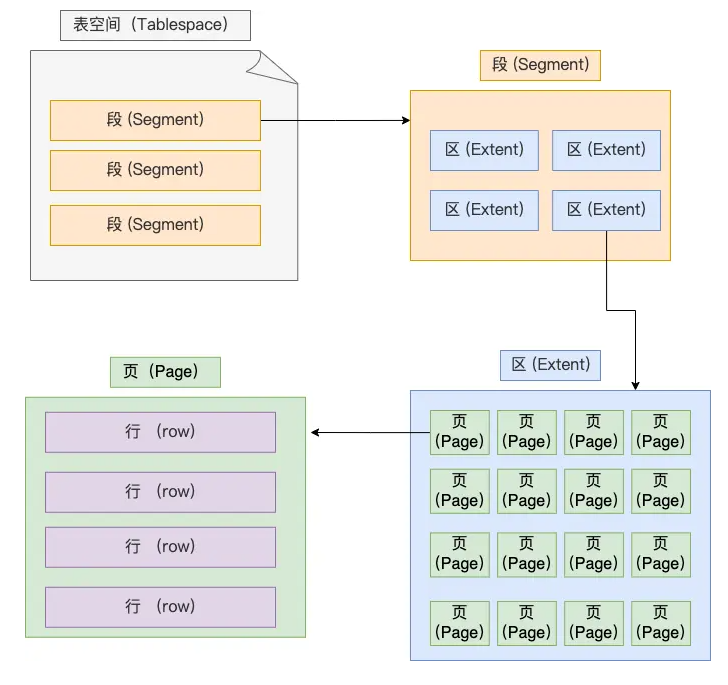 表空间（Tablespace）
段 (Segment)
段 (Segment)
段 (Segment)
段 (Segment)
区 (Extent)
区 (Extent)
区 (Extent)
区 (Extent)
区 (Extent)
页
(Page)
页
(Page)
页
(Page)
页
(Page)
页
(Page)
页
(Page)
页
(Page)
页
(Page)
页
(Page)
页
(Page)
页
(Page)
页
(Page)
页
(Page)
页
(Page)
页
(Page)
页
(Page)
页（Page）
行 （row）
行 （row）
行 （row）
行 （row）